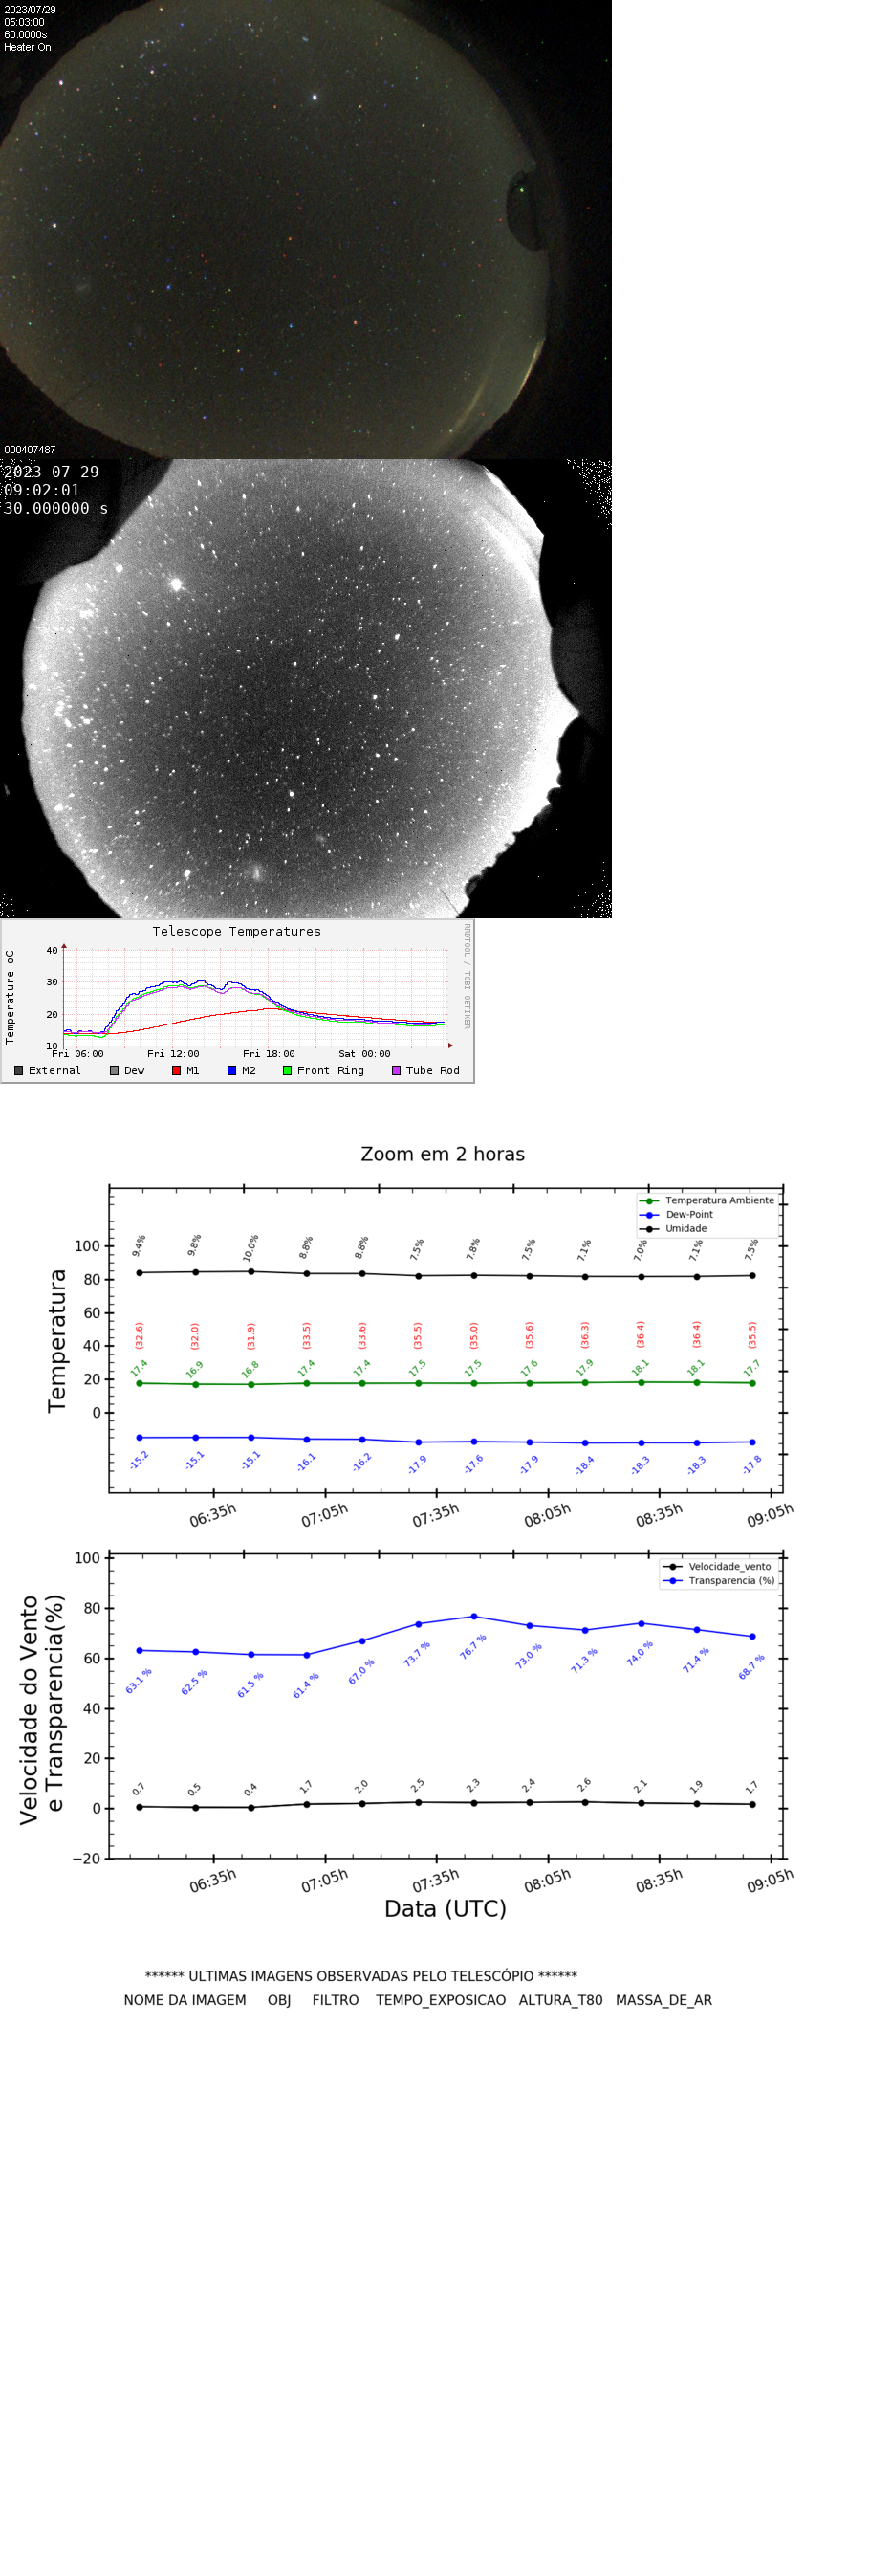 2023/07/29
05:03:00
60.0000s
Heater On
000407487
2023-07-29
09:02:01
30.000000 s
Telescope Temperatures
RRDTOOL / TOBI OETIKER
Temperature oC
40
30
20
10
Fri 06:00 Fri 12:00 Fri 18:00 Sat 00:00
External Dew M1 M2 Front Ring Tube Rod
Zoom em 2 horas
Temperatura Ambiente
Dew-Point
Umidade
Temperatura
100
80
60
40
20
0
9.4% 9.8% 10.0% 8.8% 8.8% 7.5% 7.8% 7.5% 7.1% 7.0% 7.1% 7.5%
(32.6) (32.0) (31.9) (33.5) (33.6) (35.5) (35.0) (35.6) (36.3) (36.4) (36.4) (35.5)
17.4 16.9 16.8 17.4 17.4 17.5 17.5 17.6 17.9 18.1 18.1 17.7
-15.2 -15.1 -15.1 -16.1 -16.2 -17.9 -17.6 -17.9 -18.4 -18.3 -18.3 -17.8
06:35h 07:05h 07:35h 08:05h 08:35h 09:05h
Velocidade_vento
Transparencia (%)
Velocidade do Vento
e Transparencia(%)
100
80
60
40
20
0
−20
63.1 % 62.5 % 61.5 % 61.4 % 67.0 % 73.7 % 76.7 % 73.0 % 71.3 % 74.0 % 71.4 % 68.7 %
0.7 0.5 0.4 1.7 2.0 2.5 2.3 2.4 2.6 2.1 1.9 1.7
06:35h 07:05h 07:35h 08:05h 08:35h 09:05h
Data (UTC)
****** ULTIMAS IMAGENS OBSERVADAS PELO TELESCÓPIO ******
NOME DA IMAGEM OBJ FILTRO TEMPO_EXPOSICAO ALTURA_T80 MASSA_DE_AR